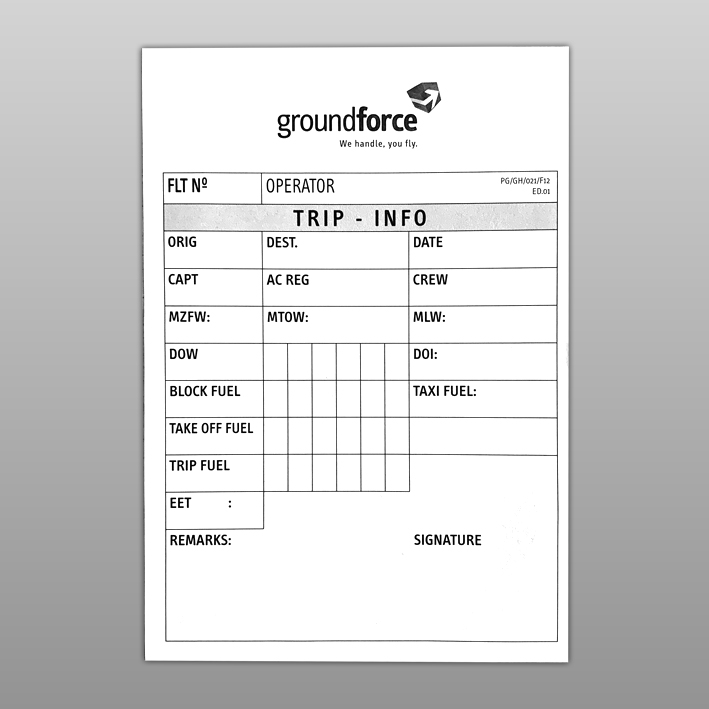 groundforce
We handle, you fly.
FLT Nº OPERATOR PG/GH/021/F12
ED.01
TRIP - INFO
ORIG DEST. DATE
CAPT AC REG CREW
MZFW: MTOW: MLW:
DOW DOI:
BLOCK FUEL TAXI FUEL:
TAKE OFF FUEL
TRIP FUEL
EET :
REMARKS: SIGNATURE